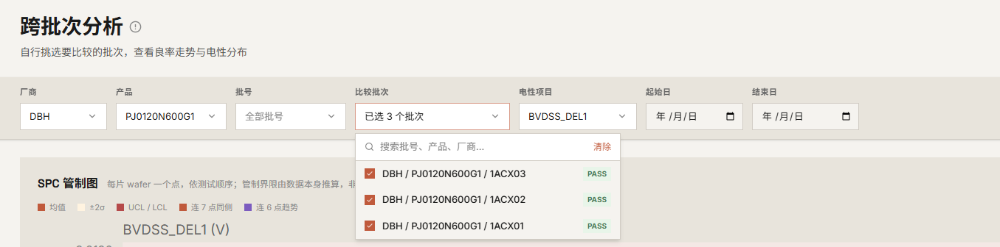 跨批次分析
自行挑选要比较的批次，查看良率走势与电性分布
厂商 产品 批号 比较批次 电性项目 起始日 结束日
DBH PJ0120N600G1 全部批号 已选 3 个批次 BVDSS_DEL1 年 /月/日 年 /月/日
搜索批号、产品、厂商... 清除
DBH / PJ0120N600G1 / 1ACX03 PASS
DBH / PJ0120N600G1 / 1ACX02 PASS
DBH / PJ0120N600G1 / 1ACX01 PASS
SPC 管制图 每片 wafer 一个点，依测试顺序；管制界限由数据本身推算，非
均值 ±2σ UCL / LCL 连 7 点同侧 连 6 点趋势
BVDSS_DEL1 (V)